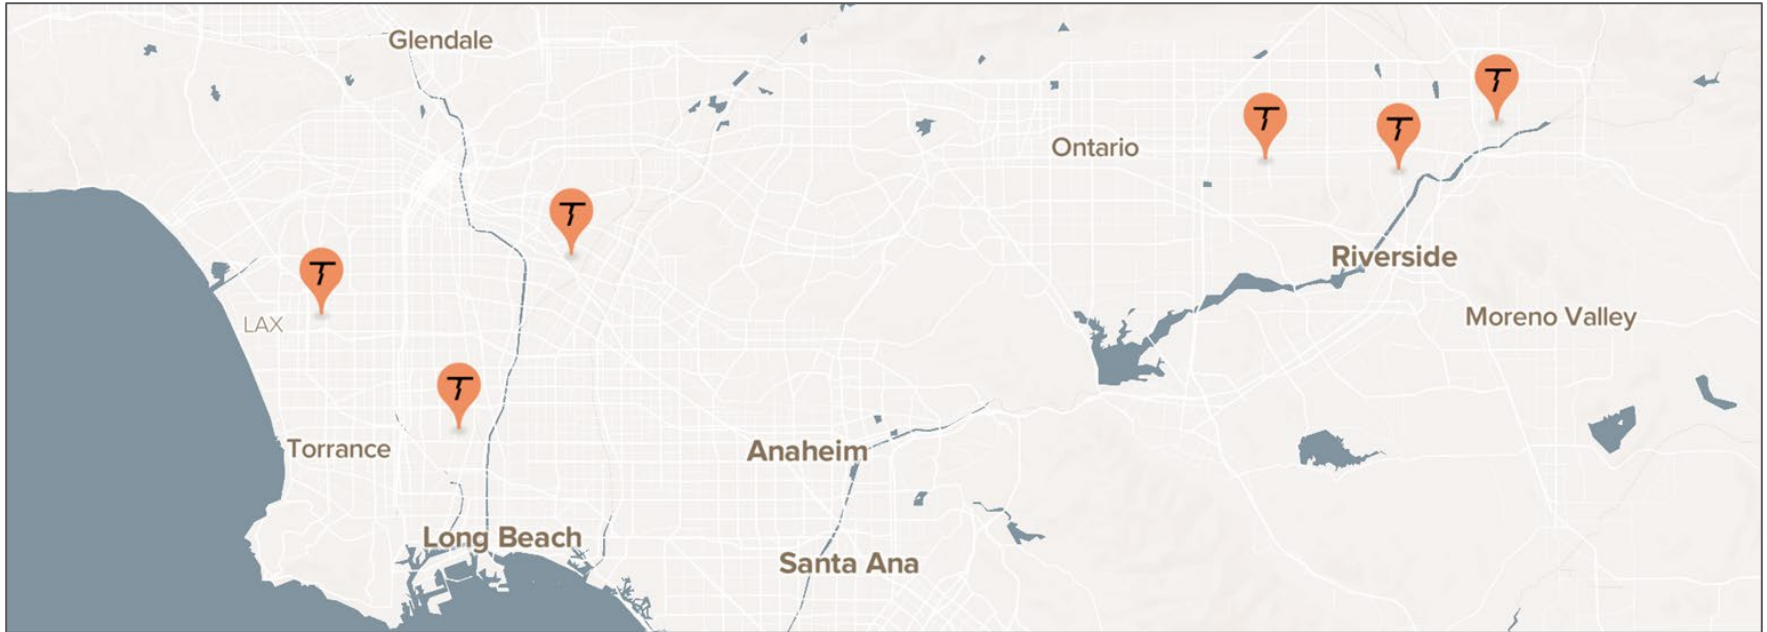 Glendale
T
T
T
Ontario
T
Riverside
T
LAX
Moreno Valley
T
Torrance
Anaheim
Long Beach
Santa Ana